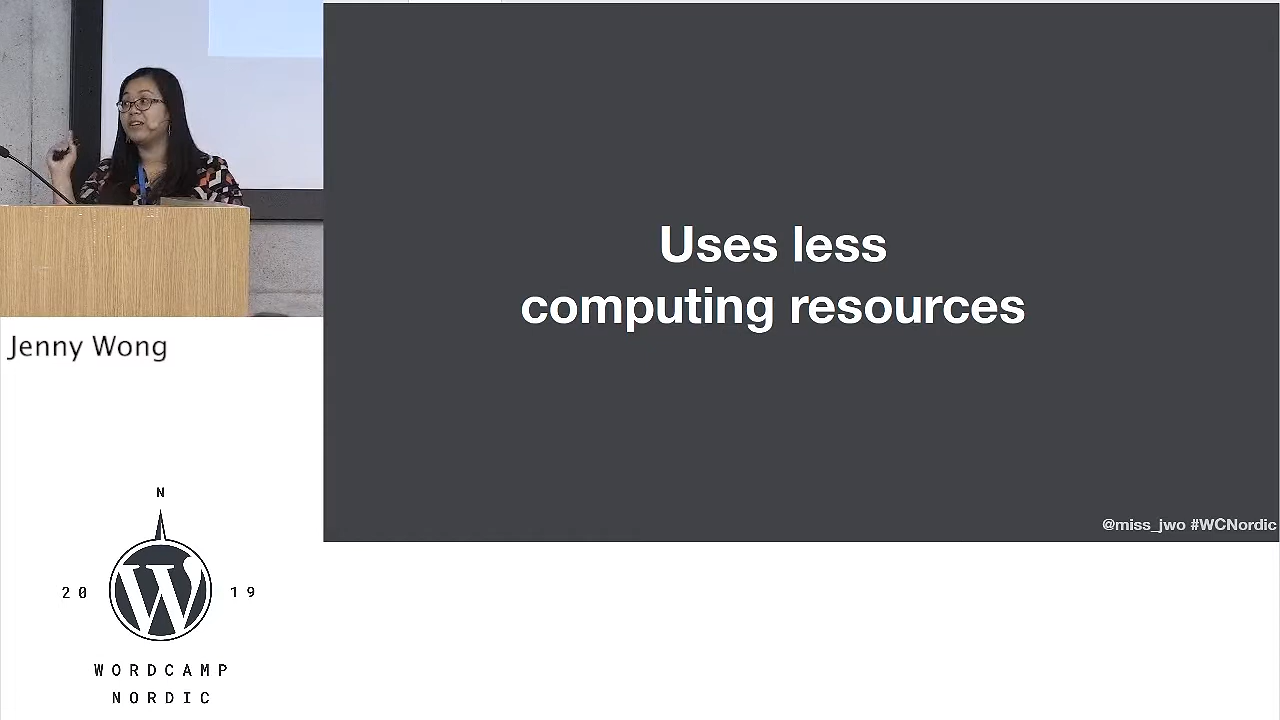 Uses less
computing resources
@miss_jwo #WCNordic
Jenny Wong
N
20 19
WORDCAMP
NORDIC